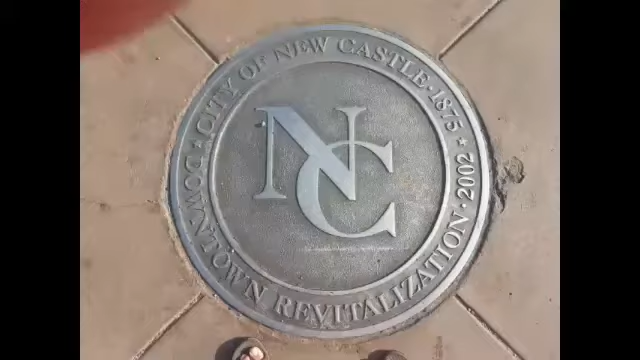 CITY OF NEW CASTLE · 1875
NC
DOWNTOWN REVITALIZATION · 2002